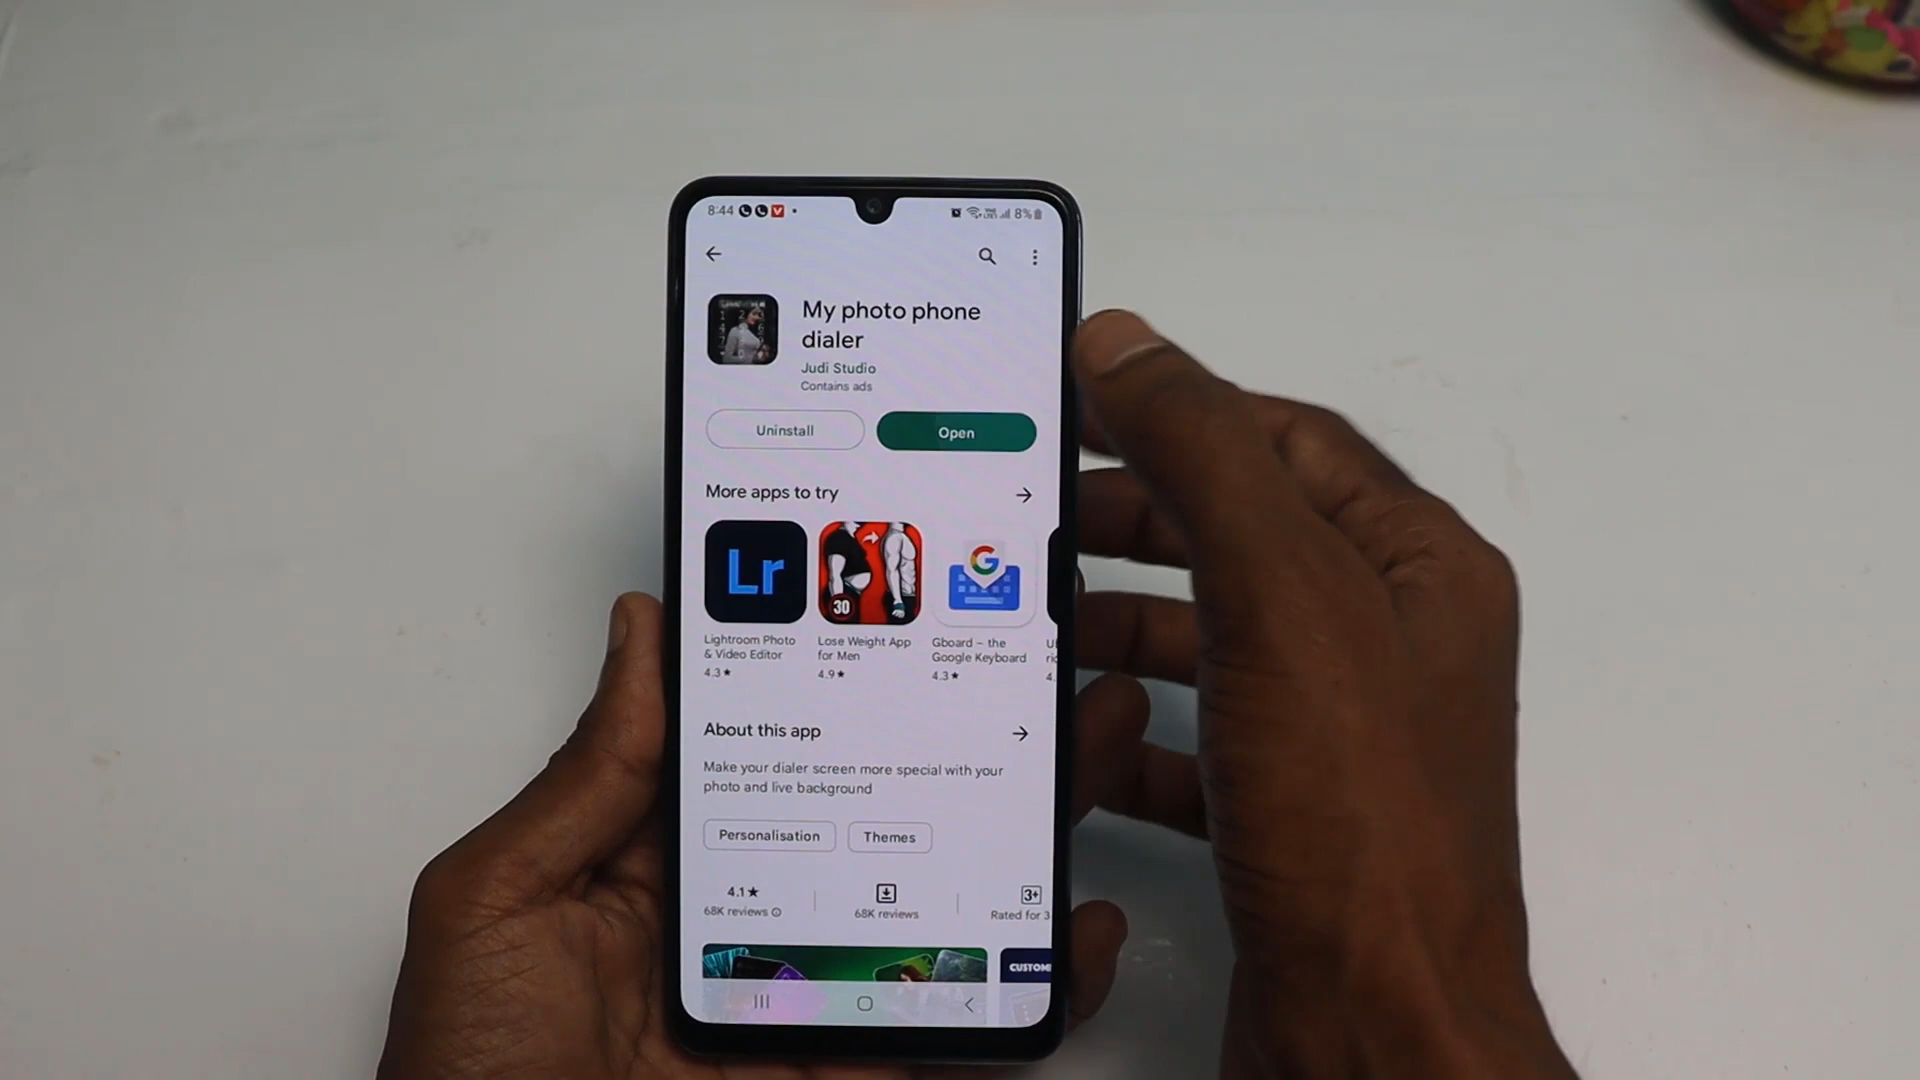 8:44
8%
My photo phone
dialer
Judi Studio
Contains ads
Uninstall
Open
More apps to try
Lr
30
G
Lightroom Photo
& Video Editor
4.3★
Lose Weight App
for Men
4.9★
Gboard – the
Google Keyboard
4.3★
4.
About this app
Make your dialer screen more special with your
photo and live background
Personalisation
Themes
4.1★
68K reviews
68K reviews
3+
Rated for 3
CUSTOM